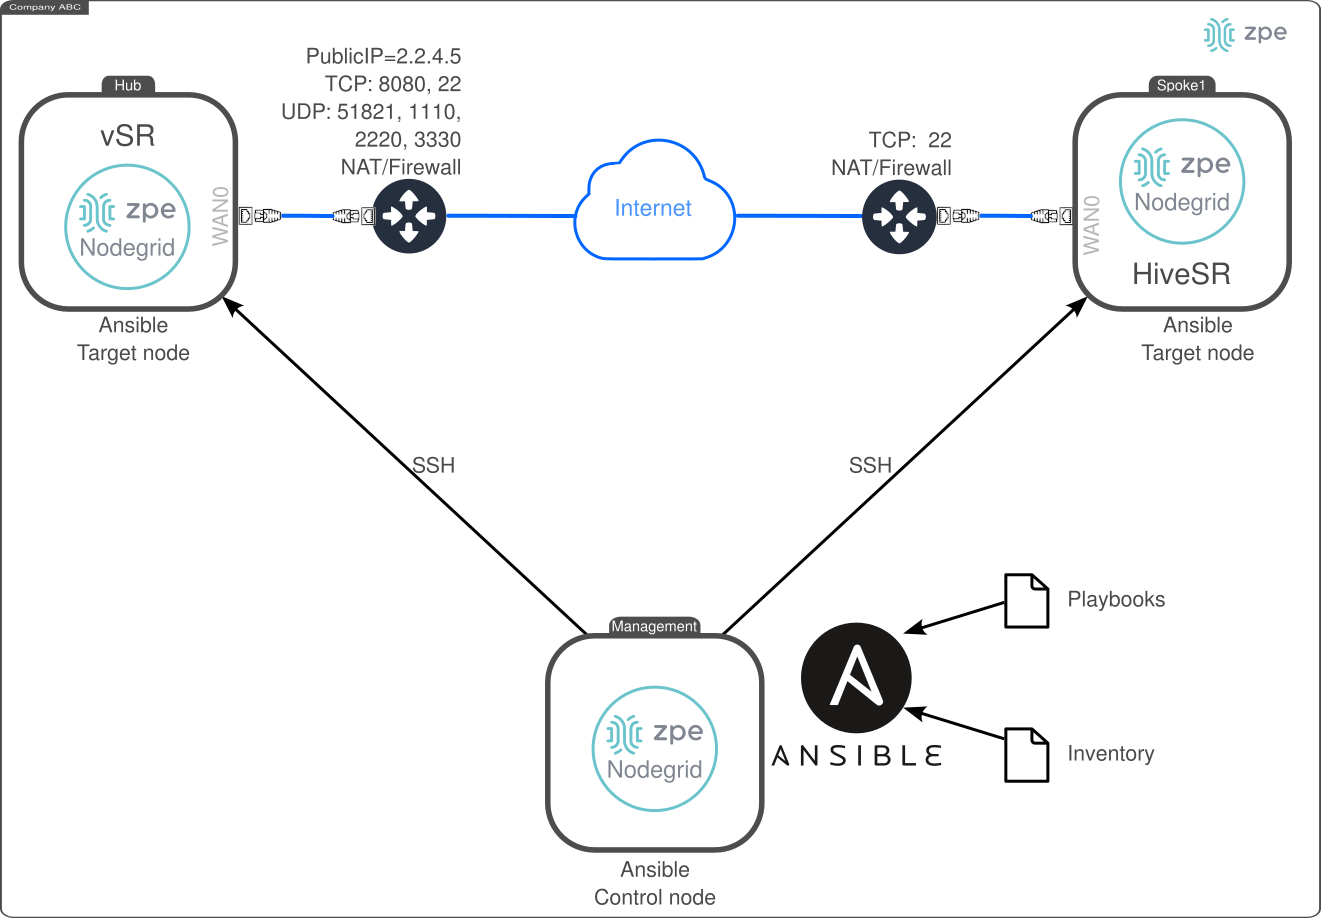 Company ABC
zpe
PublicIP=2.2.4.5
TCP: 8080, 22
UDP: 51821, 1110,
2220, 3330
NAT/Firewall
Hub
vSR
zpe
Nodegrid
WAN0
Ansible
Target node
Internet
TCP: 22
NAT/Firewall
Spoke1
zpe
Nodegrid
WAN0
HiveSR
Ansible
Target node
SSH
SSH
Management
zpe
Nodegrid
Ansible
Control node
ANSIBLE
Playbooks
Inventory